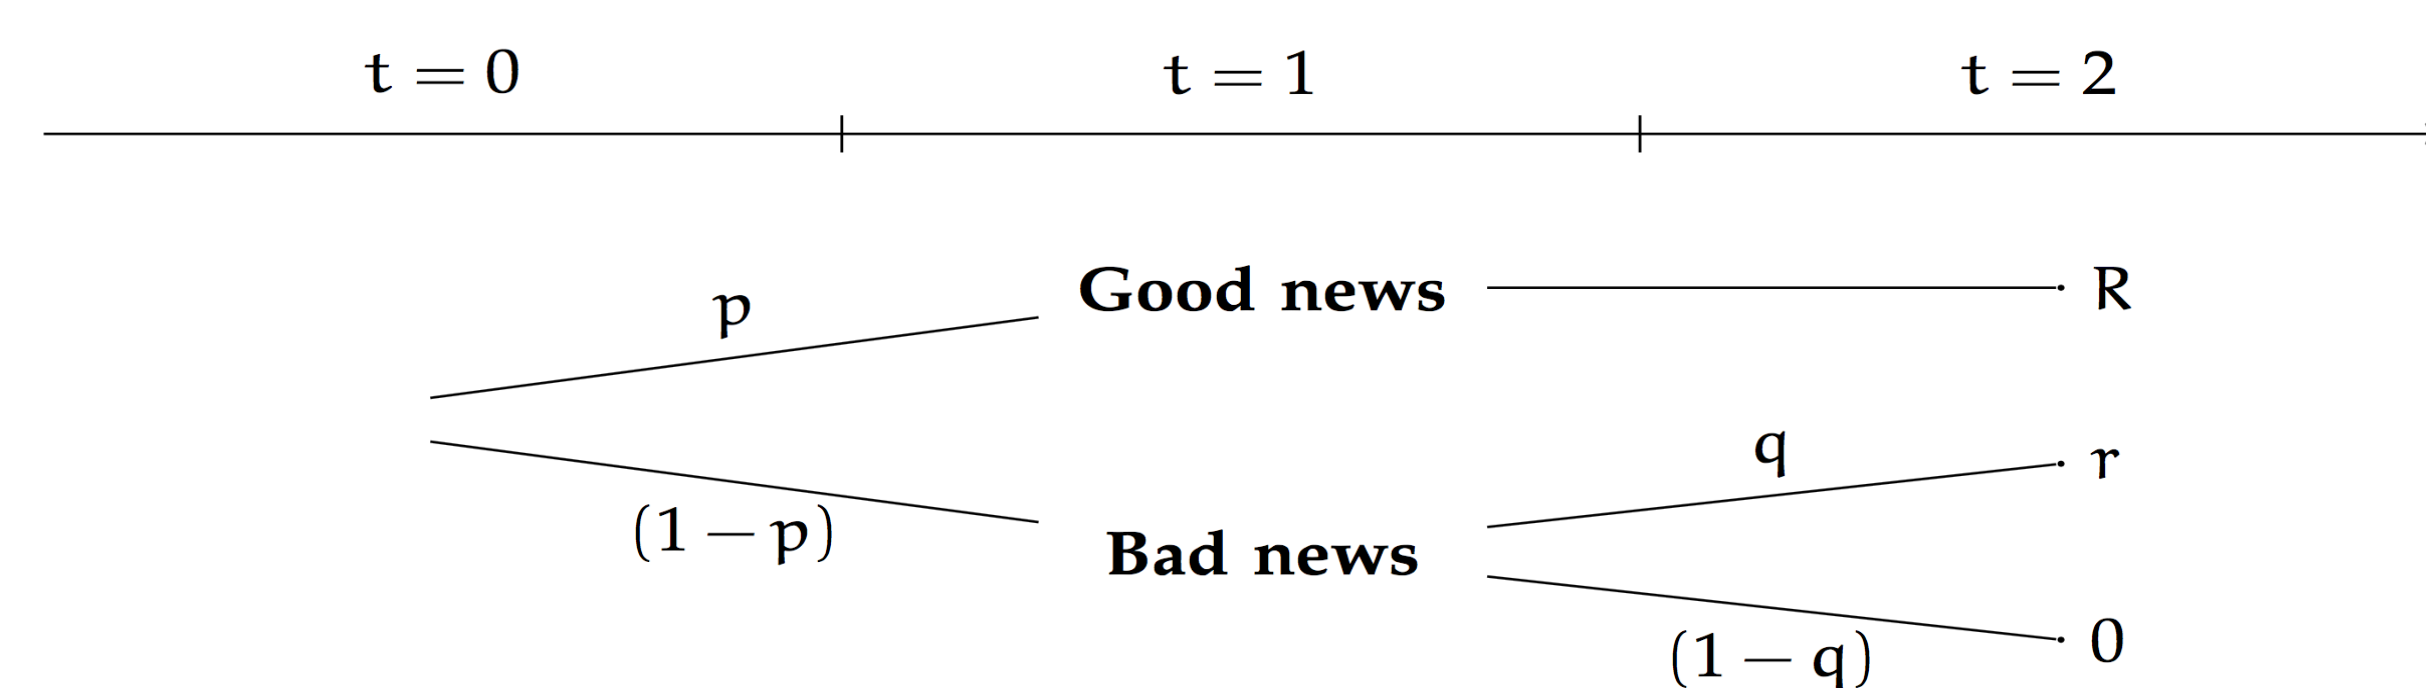 t = 0 t = 1 t = 2
p
Good news R
q
r
(1 − p)
Bad news
(1 − q)
0